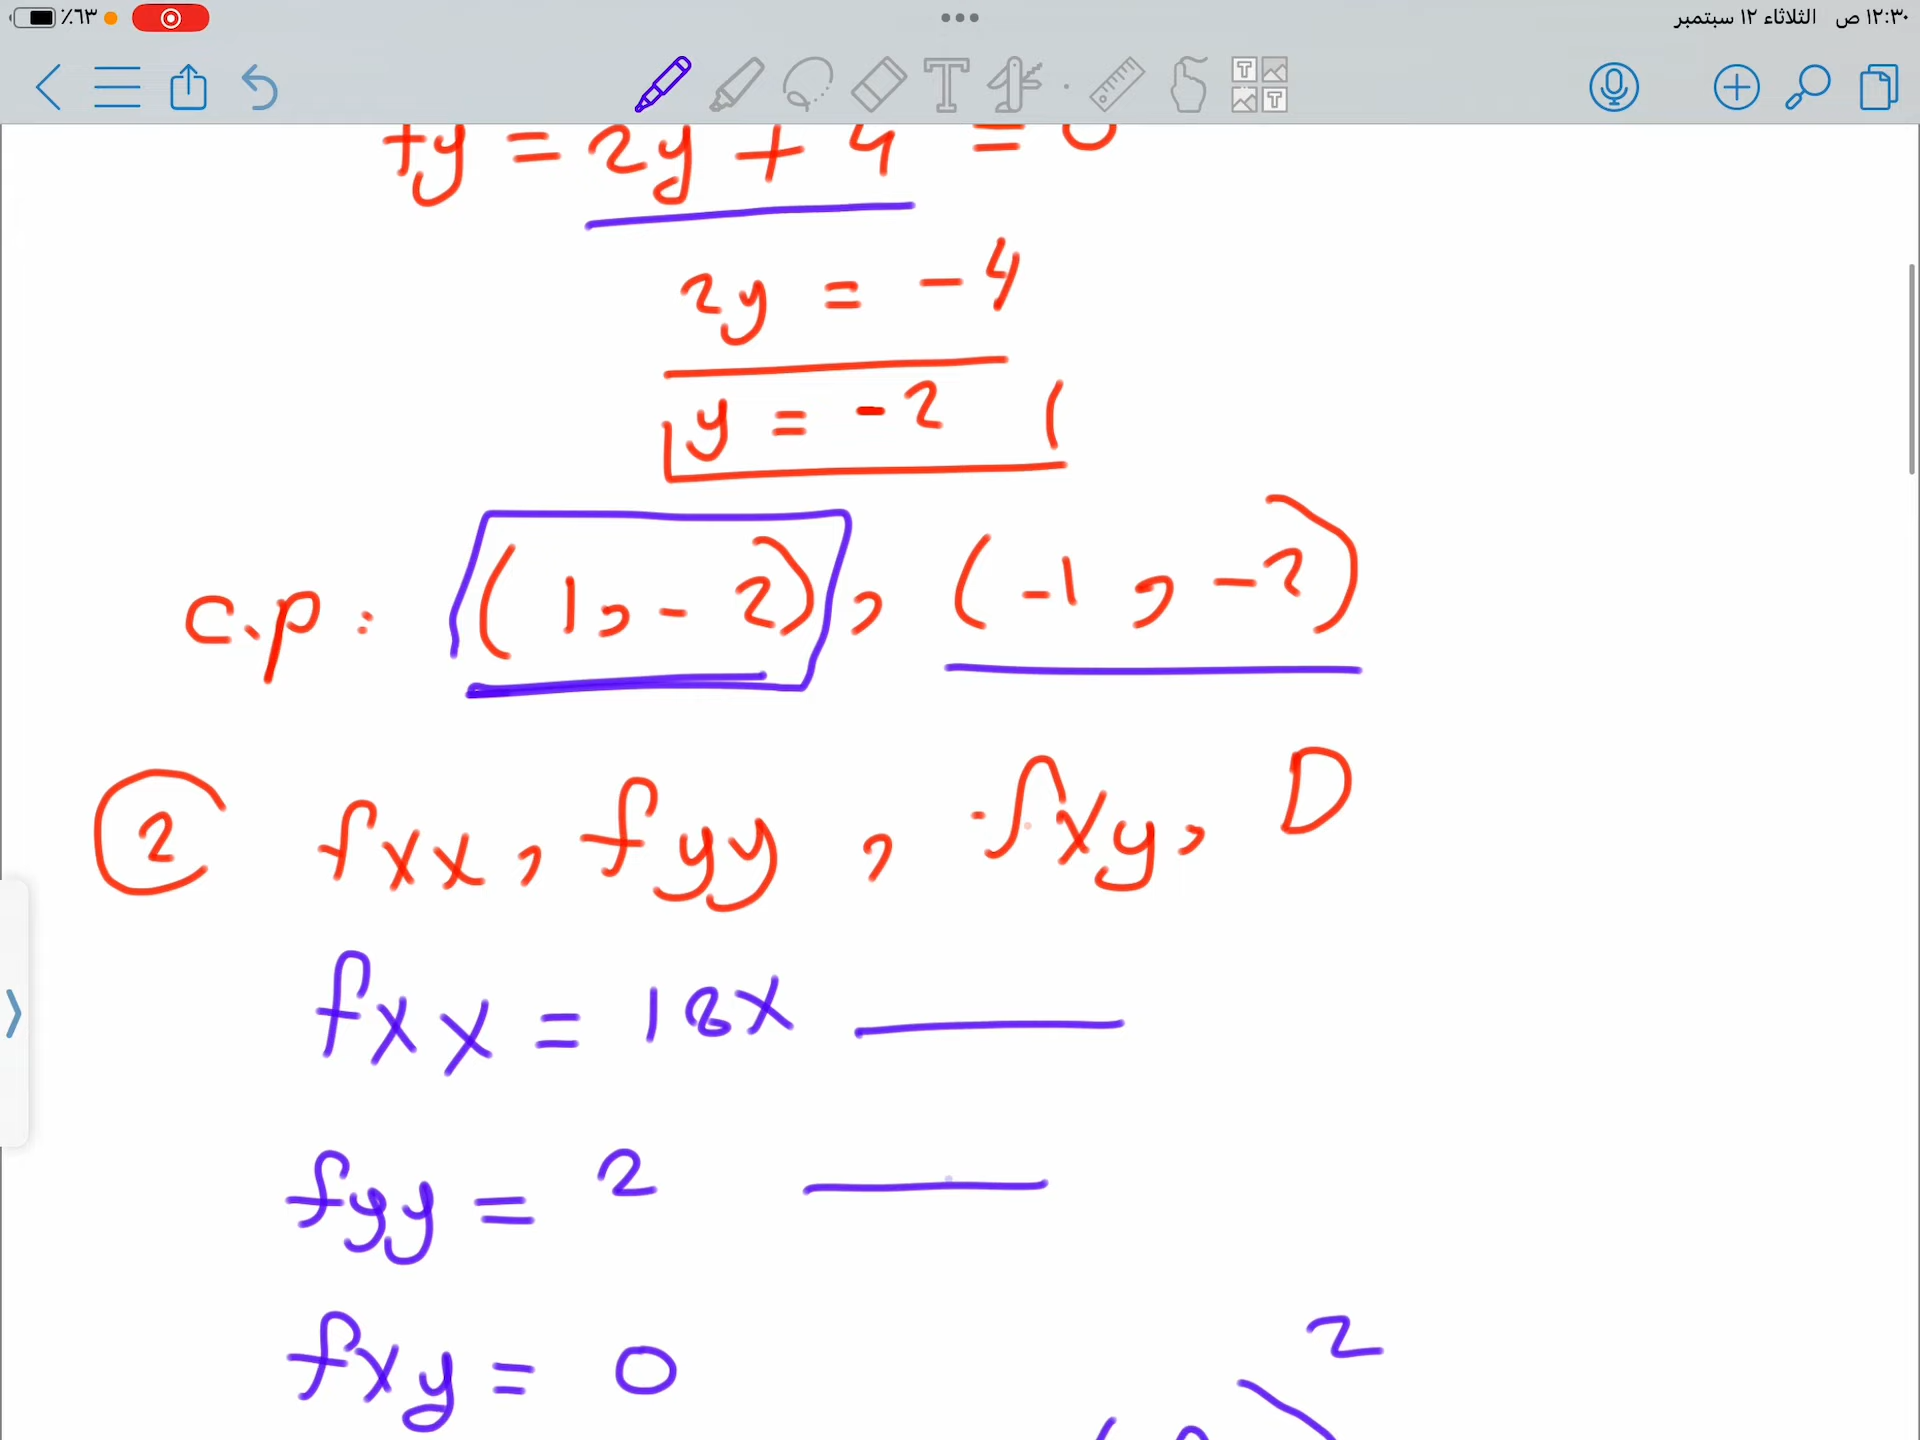 ٪٦٣ ١٢:٣٠ ص الثلاثاء ١٢ سبتمبر
fy = 2y + 4 = 0
2y = -4
y = -2
c.p : (1, -2), (-1, -2)
2 fxx, fyy, fxy, D
fxx = 18x
fyy = 2
fxy = 0
2